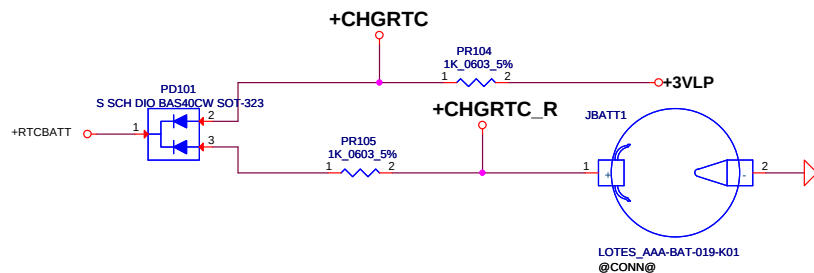 +CHGRTC
PR104
1K_0603_5%
1
2
+3VLP
PD101
S SCH DIO BAS40CW SOT-323
+RTCBATT
1
2
3
+CHGRTC_R
PR105
1K_0603_5%
1
2
JBATT1
1
+
-
2
LOTES_AAA-BAT-019-K01
@CONN@